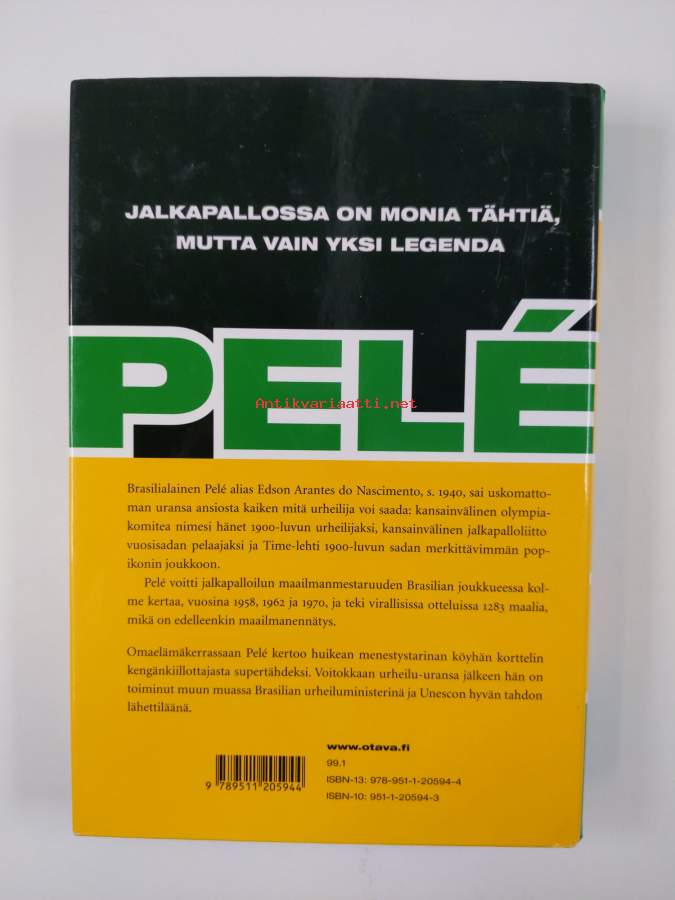 JALKAPALLOSSA ON MONIA TÄHTIÄ,
MUTTA VAIN YKSI LEGENDA
PELÉ
Antikvariaatti.net
Brasilialainen Pelé alias Edson Arantes do Nascimento, s. 1940, sai uskomatto-
man uransa ansiosta kaiken mitä urheilija voi saada: kansainvälinen olympia-
komitea nimesi hänet 1900-luvun urheilijaksi, kansainvälinen jalkapalloliitto
vuosisadan pelaajaksi ja Time-lehti 1900-luvun sadan merkittävimmän pop-
ikonin joukkoon.
Pelé voitti jalkapalloilun maailmanmestaruuden Brasilian joukkueessa kol-
me kertaa, vuosina 1958, 1962 ja 1970, ja teki virallisissa otteluissa 1283 maalia,
mikä on edelleenkin maailmanennätys.
Omaelämäkerrassaan Pelé kertoo huikean menestystarinan köyhän korttelin
kengänkiillottajasta supertähdeksi. Voitokkaan urheilu-uransa jälkeen hän on
toiminut muun muassa Brasilian urheiluministerinä ja Unescon hyvän tahdon
lähettiläänä.
www.otava.fi
99.1
ISBN-13: 978-951-1-20594-4
ISBN-10: 951-1-20594-3
9 789511 205944